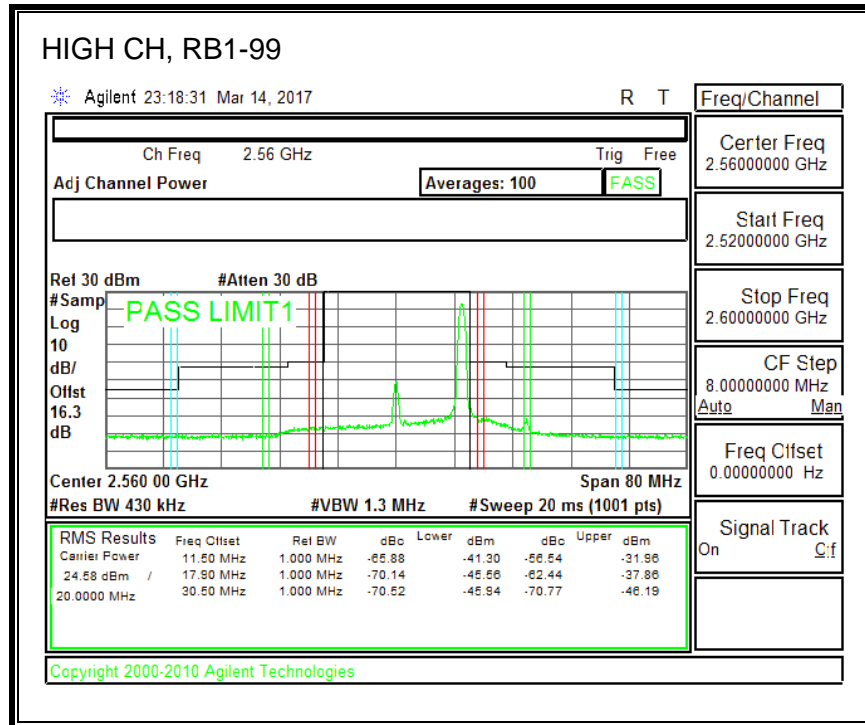 HIGH CH, RB1-99
Agilent 23:18:31 Mar 14, 2017 R T
Freq/Channel
Ch Freq 2.56 GHz Trig Free
Adj Channel Power Averages: 100 PASS
Center Freq
2.56000000 GHz
Start Freq
2.52000000 GHz
Stop Freq
2.60000000 GHz
CF Step
8.00000000 MHz
Auto Man
Freq Offset
0.00000000 Hz
Signal Track
On Off
Ref 30 dBm #Atten 30 dB
#Samp
Log
10
dB/
Offst
16.3
dB
PASS LIMIT1
Center 2.560 00 GHz Span 80 MHz
#Res BW 430 kHz #VBW 1.3 MHz #Sweep 20 ms (1001 pts)
RMS Results Freq Offset Ref BW dBc Lower dBm dBc Upper dBm
Carrier Power 11.50 MHz 1.000 MHz -65.88 -41.30 -56.54 -31.96
24.58 dBm / 17.90 MHz 1.000 MHz -70.14 -45.56 -62.44 -37.86
20.0000 MHz 30.50 MHz 1.000 MHz -70.52 -45.94 -70.77 -46.19
Copyright 2000-2010 Agilent Technologies